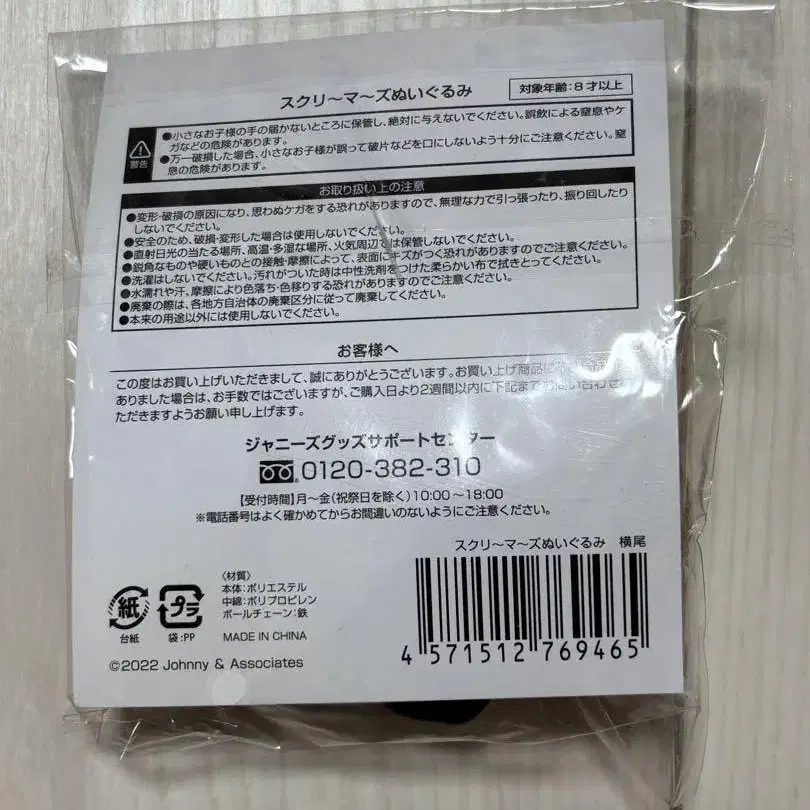 スクリ〜マ〜ズぬいぐるみ
対象年齢:8才以上
警告
●小さなお子様の手の届かないところに保管し、絶対に与えないでください。誤飲による窒息やケ
ガなどの危険があります。
●万一破損した場合、小さなお子様が誤って破片などを口にしないよう十分にご注意ください。窒
息の危険があります。
お取り扱い上の注意
●変形・破損の原因になり、思わぬケガをする恐れがありますので、無理な力で引っ張ったり、振り回したり
しないでください。
●安全のため、破損・変形した場合は使用しないでください。
●直射日光の当たる場所、高温・多湿な場所、火気周辺では保管しないでください。
●鋭角なものや硬いものとの接触・摩擦によって、表面にキズがつく恐れがありますのでご注意ください。
●洗濯はしないでください。汚れがついた時は中性洗剤をつけた柔らかい布で拭きとってください。
●水濡れや汗、摩擦により色落ち・色移りする恐れがありますのでご注意ください。
●廃棄の際は、各地方自治体の廃棄区分に従って廃棄してください。
●本来の用途以外には使用しないでください。
お客様へ
この度はお買い上げいただきまして、誠にありがとうございます。お買い上げ商品に
ありました場合は、お手数ではございますが、ご購入日より2週間以内に下記までお問い合わせ
ただきますようお願い申し上げます。
ジャニーズグッズサポートセンター
0120-382-310
【受付時間】月〜金(祝祭日を除く)10:00〜18:00
※電話番号はよく確かめてからお間違いのないようにご注意ください。
スクリ〜マ〜ズぬいぐるみ 横尾
紙
台紙
プラ
袋:PP
〈材質〉
本体:ポリエステル
中綿:ポリプロピレン
ボールチェーン:鉄
MADE IN CHINA
©2022 Johnny & Associates
4 571512 769465